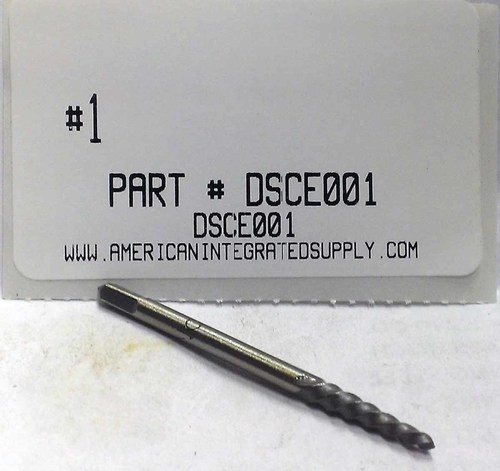 #1
PART # DSCE001
DSCE001
WWW.AMERICANINTEGRATEDSUPPLY.COM